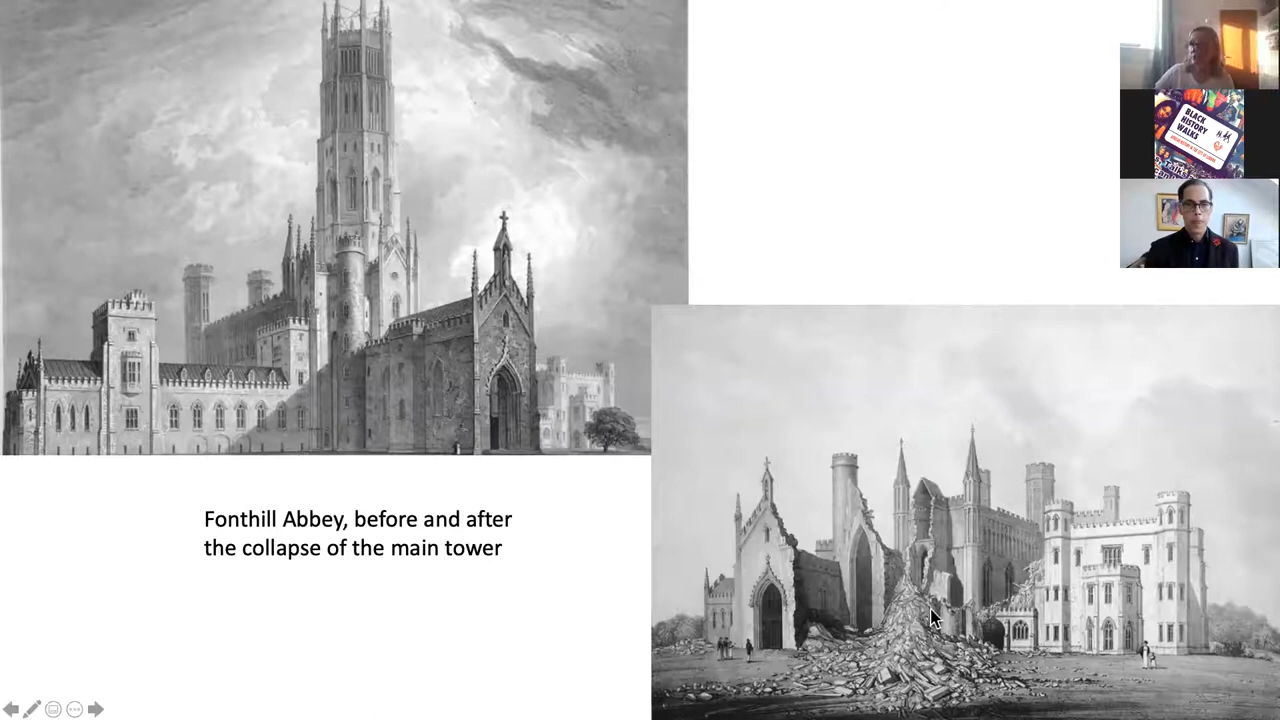 BLACK
HISTORY
WALKS
Fonthill Abbey, before and after
the collapse of the main tower